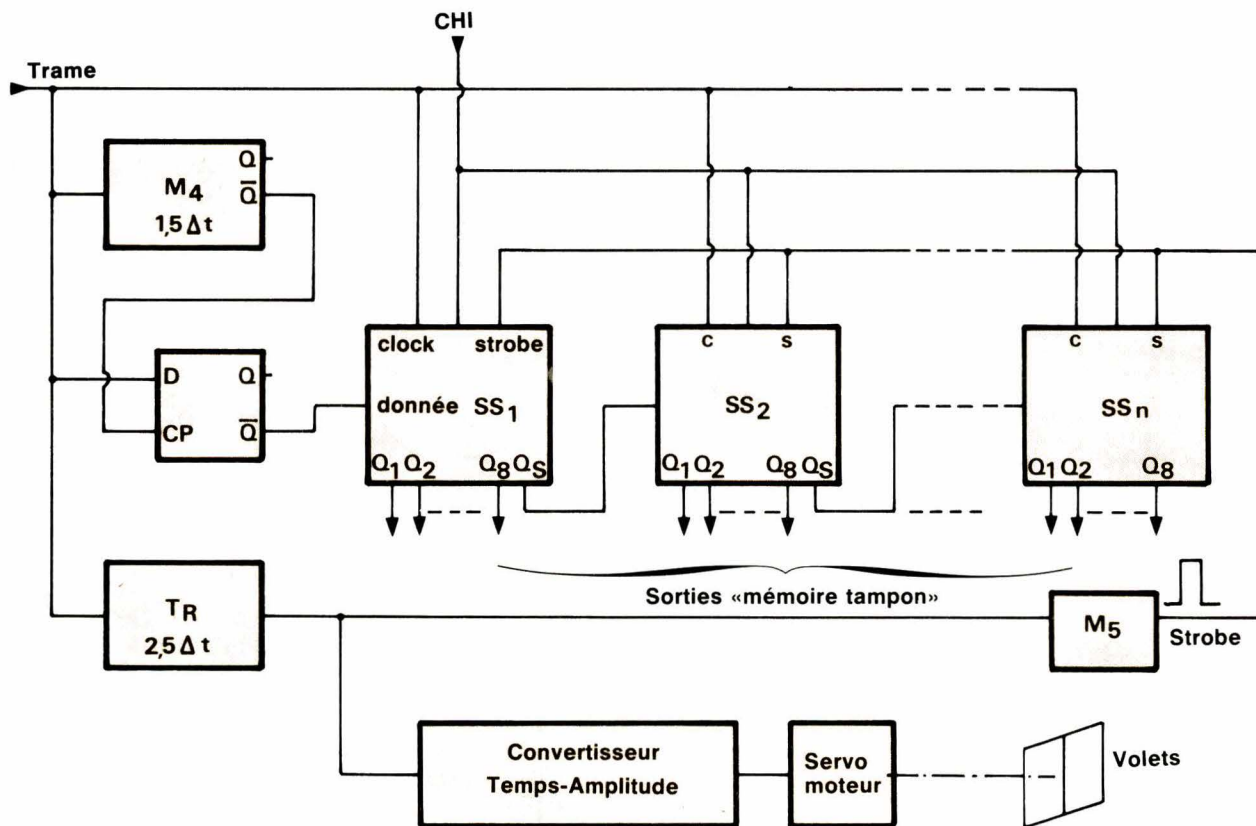 CHI
Trame
Q
M4
Q̅
1,5 Δt
clock strobe
c s
c s
D Q
donnée SS1
SS2
SSn
CP Q̅
Q1 Q2 Q8 QS
Q1 Q2 Q8 QS
Q1 Q2 Q8
TR
2,5 Δt
Sorties «mémoire tampon»
M5
Strobe
Convertisseur
Temps-Amplitude
Servo
moteur
Volets